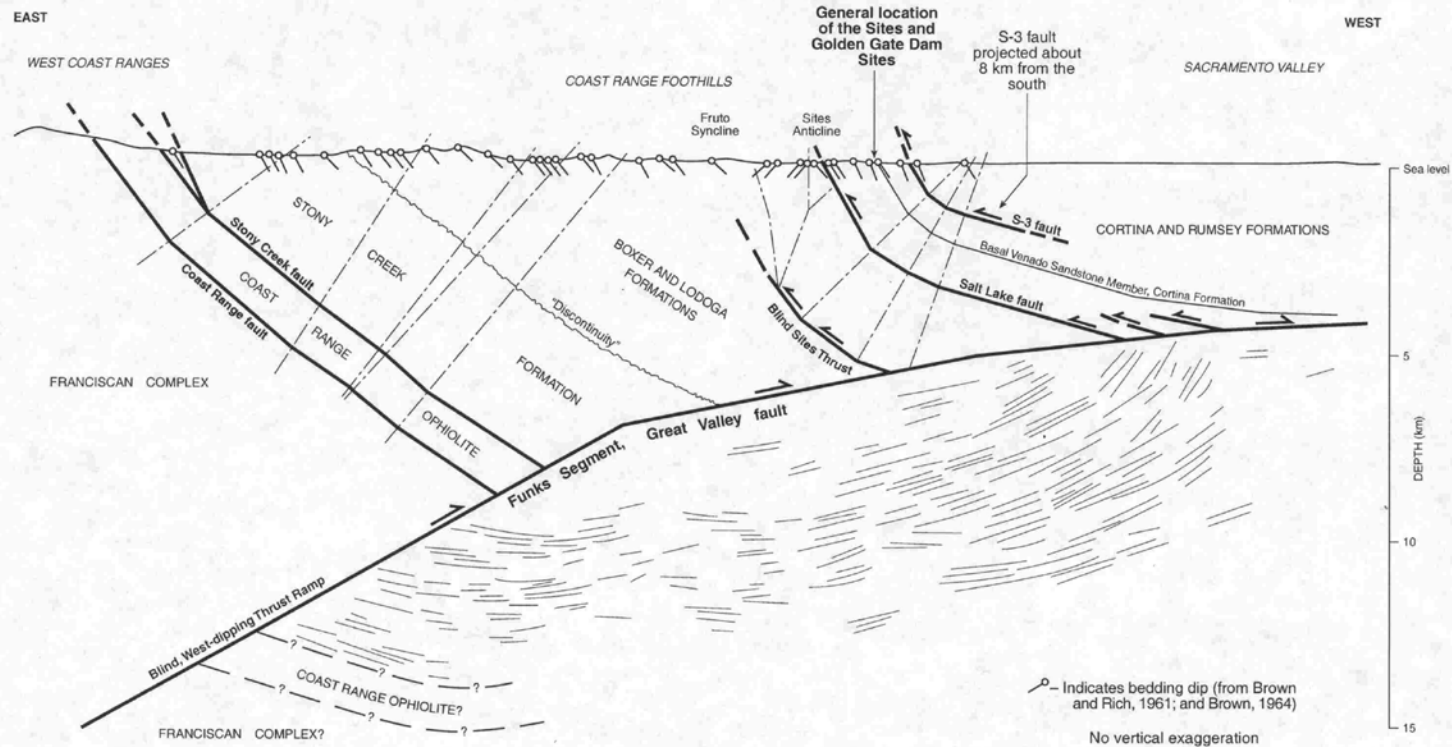 EAST
General location
of the Sites and
Golden Gate Dam
Sites
S-3 fault
projected about
8 km from the
south
WEST
WEST COAST RANGES
COAST RANGE FOOTHILLS
SACRAMENTO VALLEY
Fruto
Syncline
Sites
Anticline
Sea level
STONY
CREEK
FORMATION
Stony Creek fault
Coast Range fault
COAST
RANGE
OPHIOLITE
"Discontinuity"
BOXER AND LODOGA
FORMATIONS
S-3 fault
CORTINA AND RUMSEY FORMATIONS
Basal Venado Sandstone Member, Cortina Formation
Salt Lake fault
Blind Sites Thrust
FRANCISCAN COMPLEX
5
Funks Segment, Great Valley fault
DEPTH (km)
10
Blind, West-dipping Thrust Ramp
?
?
?
COAST RANGE OPHIOLITE?
?
?
?
FRANCISCAN COMPLEX?
Indicates bedding dip (from Brown
and Rich, 1961; and Brown, 1964)
No vertical exaggeration
15